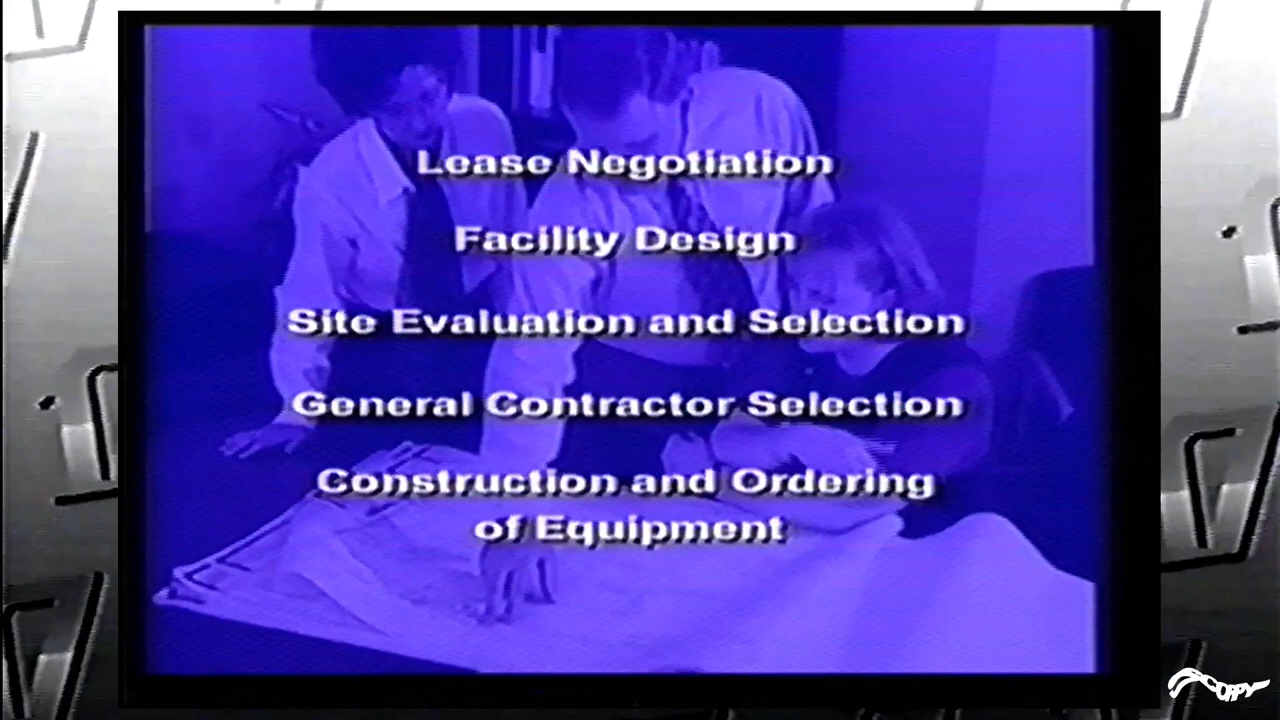 Lease Negotiation
Facility Design
Site Evaluation and Selection
General Contractor Selection
Construction and Ordering
of Equipment